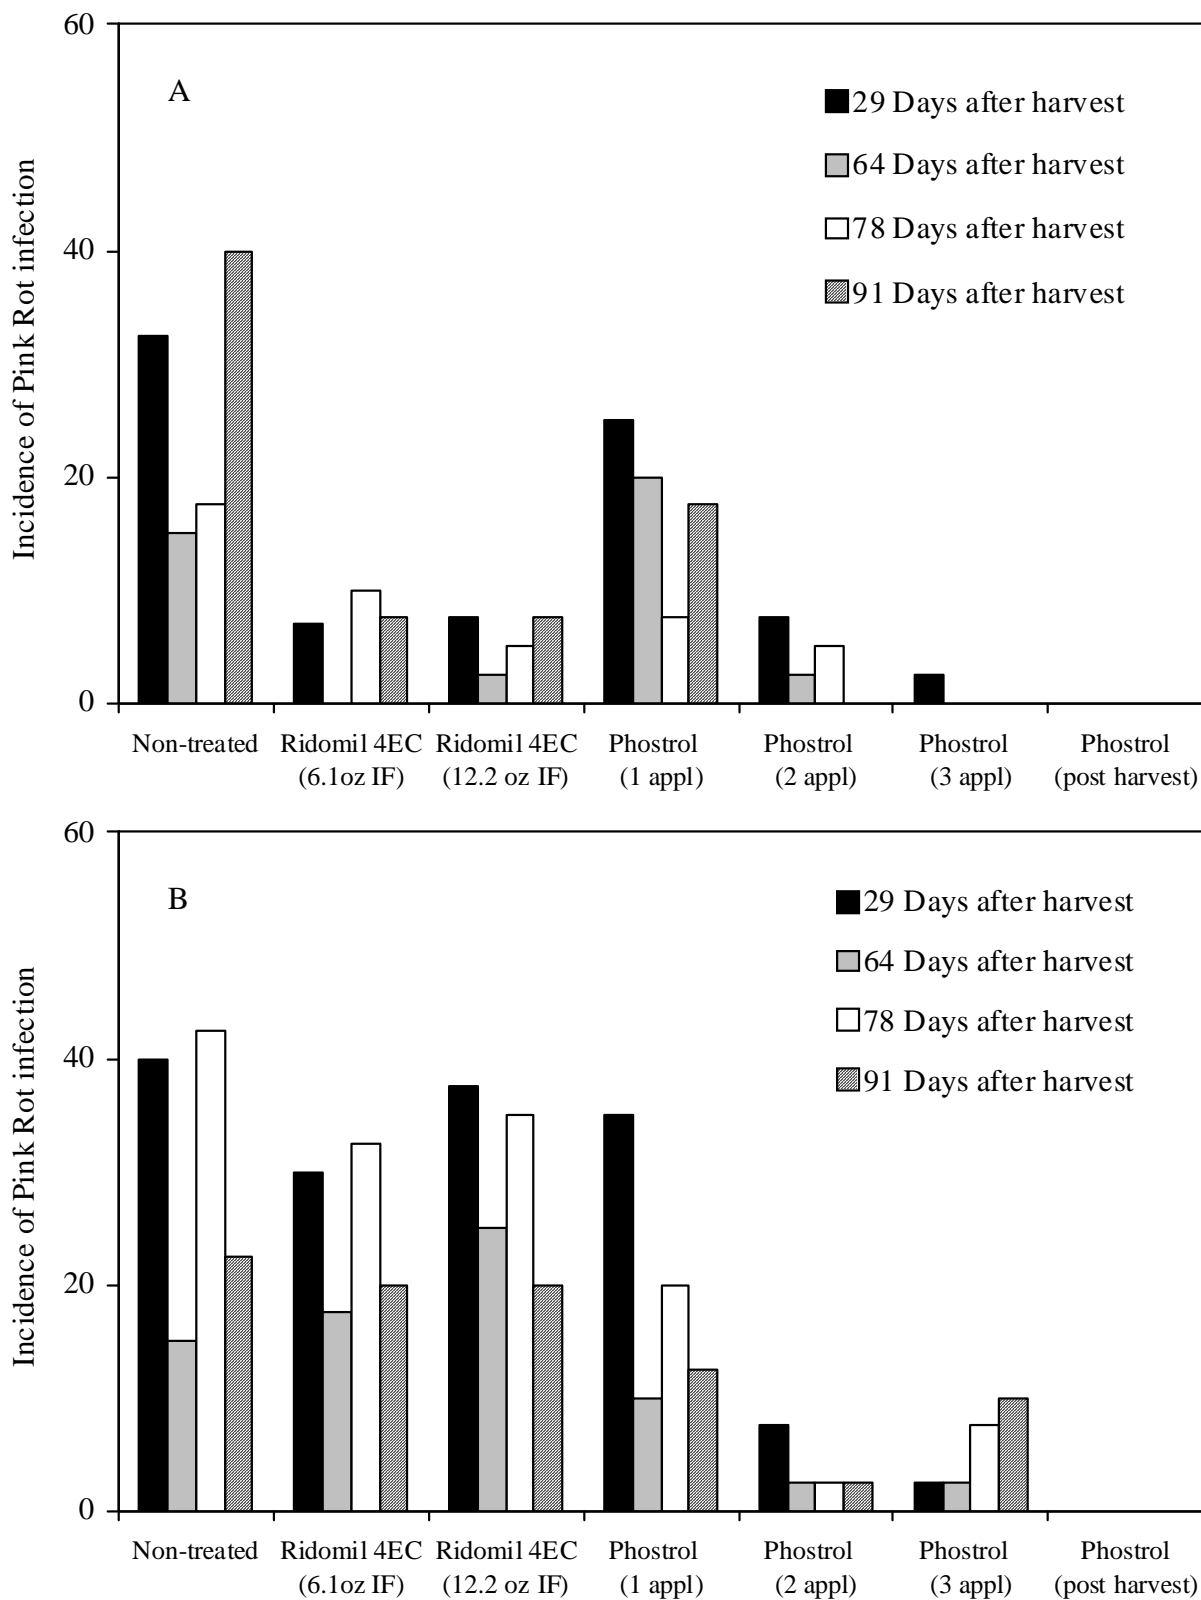 60
A
29 Days after harvest
64 Days after harvest
78 Days after harvest
91 Days after harvest
40
20
0
Incidence of Pink Rot infection
Non-treated
Ridomil 4EC
(6.1oz IF)
Ridomil 4EC
(12.2 oz IF)
Phostrol
(1 appl)
Phostrol
(2 appl)
Phostrol
(3 appl)
Phostrol
(post harvest)
60
B
29 Days after harvest
64 Days after harvest
78 Days after harvest
91 Days after harvest
40
20
0
Incidence of Pink Rot infection
Non-treated
Ridomil 4EC
(6.1oz IF)
Ridomil 4EC
(12.2 oz IF)
Phostrol
(1 appl)
Phostrol
(2 appl)
Phostrol
(3 appl)
Phostrol
(post harvest)